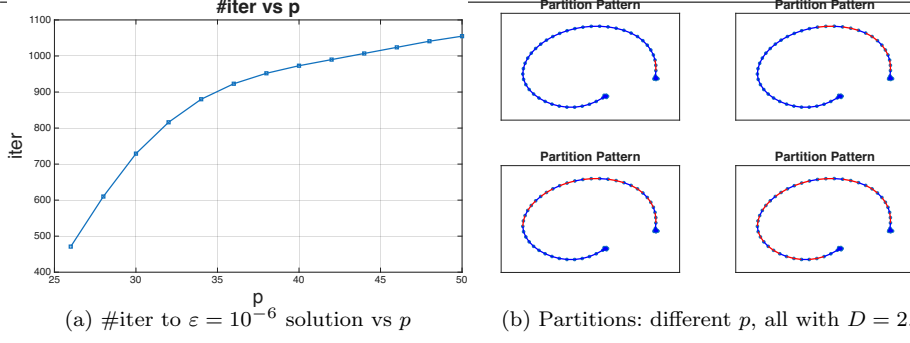 #iter vs p
1100
1000
900
800
700
600
500
400
iter
25 30 35 40 45 50
p
(a) #iter to ε = 10⁻⁶ solution vs p
Partition Pattern
Partition Pattern
Partition Pattern
Partition Pattern
(b) Partitions: different p, all with D = 2.